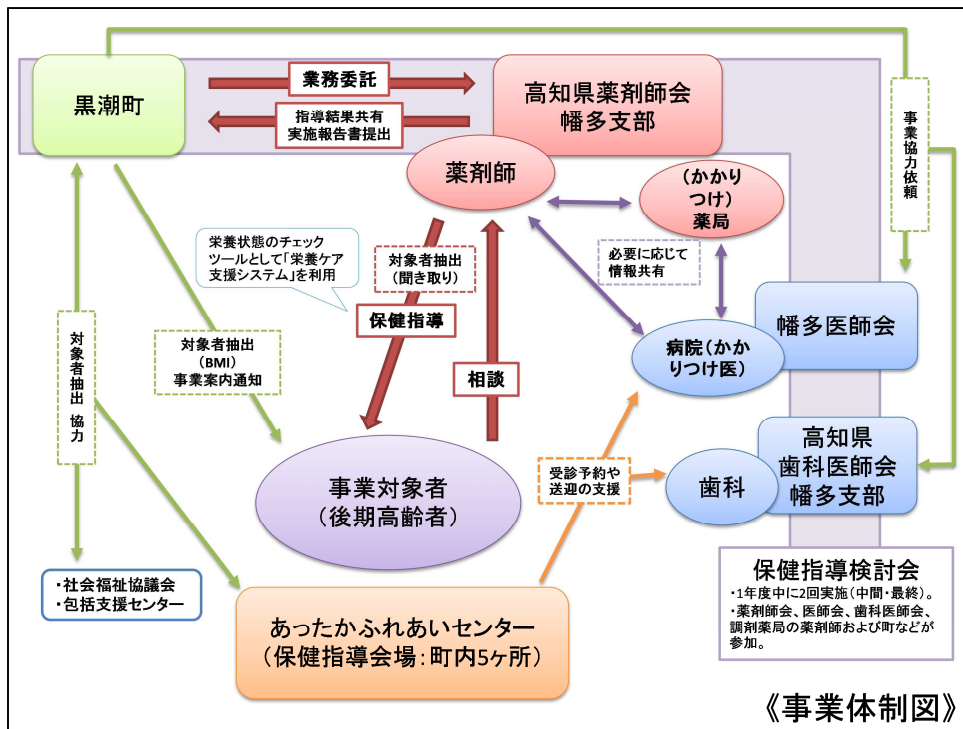 黒潮町
業務委託
指導結果共有
実施報告書提出
高知県薬剤師会
幡多支部
薬剤師
(かかり
つけ)
薬局
事業協力依頼
栄養状態のチェック
ツールとして「栄養ケア
支援システム」を利用
対象者抽出
(聞き取り)
保健指導
相談
必要に応じて
情報共有
幡多医師会
病院(かか
りつけ医)
対象者抽出 協力
対象者抽出
(BMI)
事業案内通知
高知県
歯科医師会
幡多支部
歯科
受診予約や
送迎の支援
事業対象者
(後期高齢者)
・社会福祉協議会
・包括支援センター
あったかふれあいセンター
(保健指導会場:町内5ヶ所)
保健指導検討会
・1年度中に2回実施(中間・最終)。
・薬剤師会、医師会、歯科医師会、
調剤薬局の薬剤師および町などが
参加。
《事業体制図》